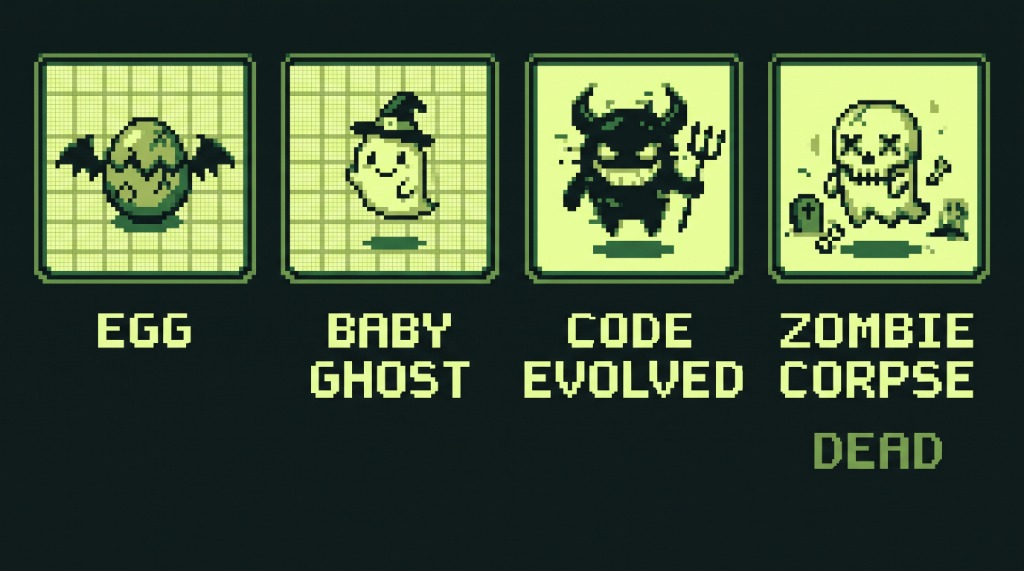 EGG
BABY
GHOST
CODE
EVOLVED
ZOMBIE
CORPSE
DEAD